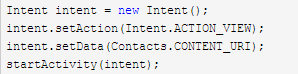 Intent intent = new Intent();
intent.setAction(Intent.ACTION_VIEW);
intent.setData(Contacts.CONTENT_URI);
startActivity(intent);